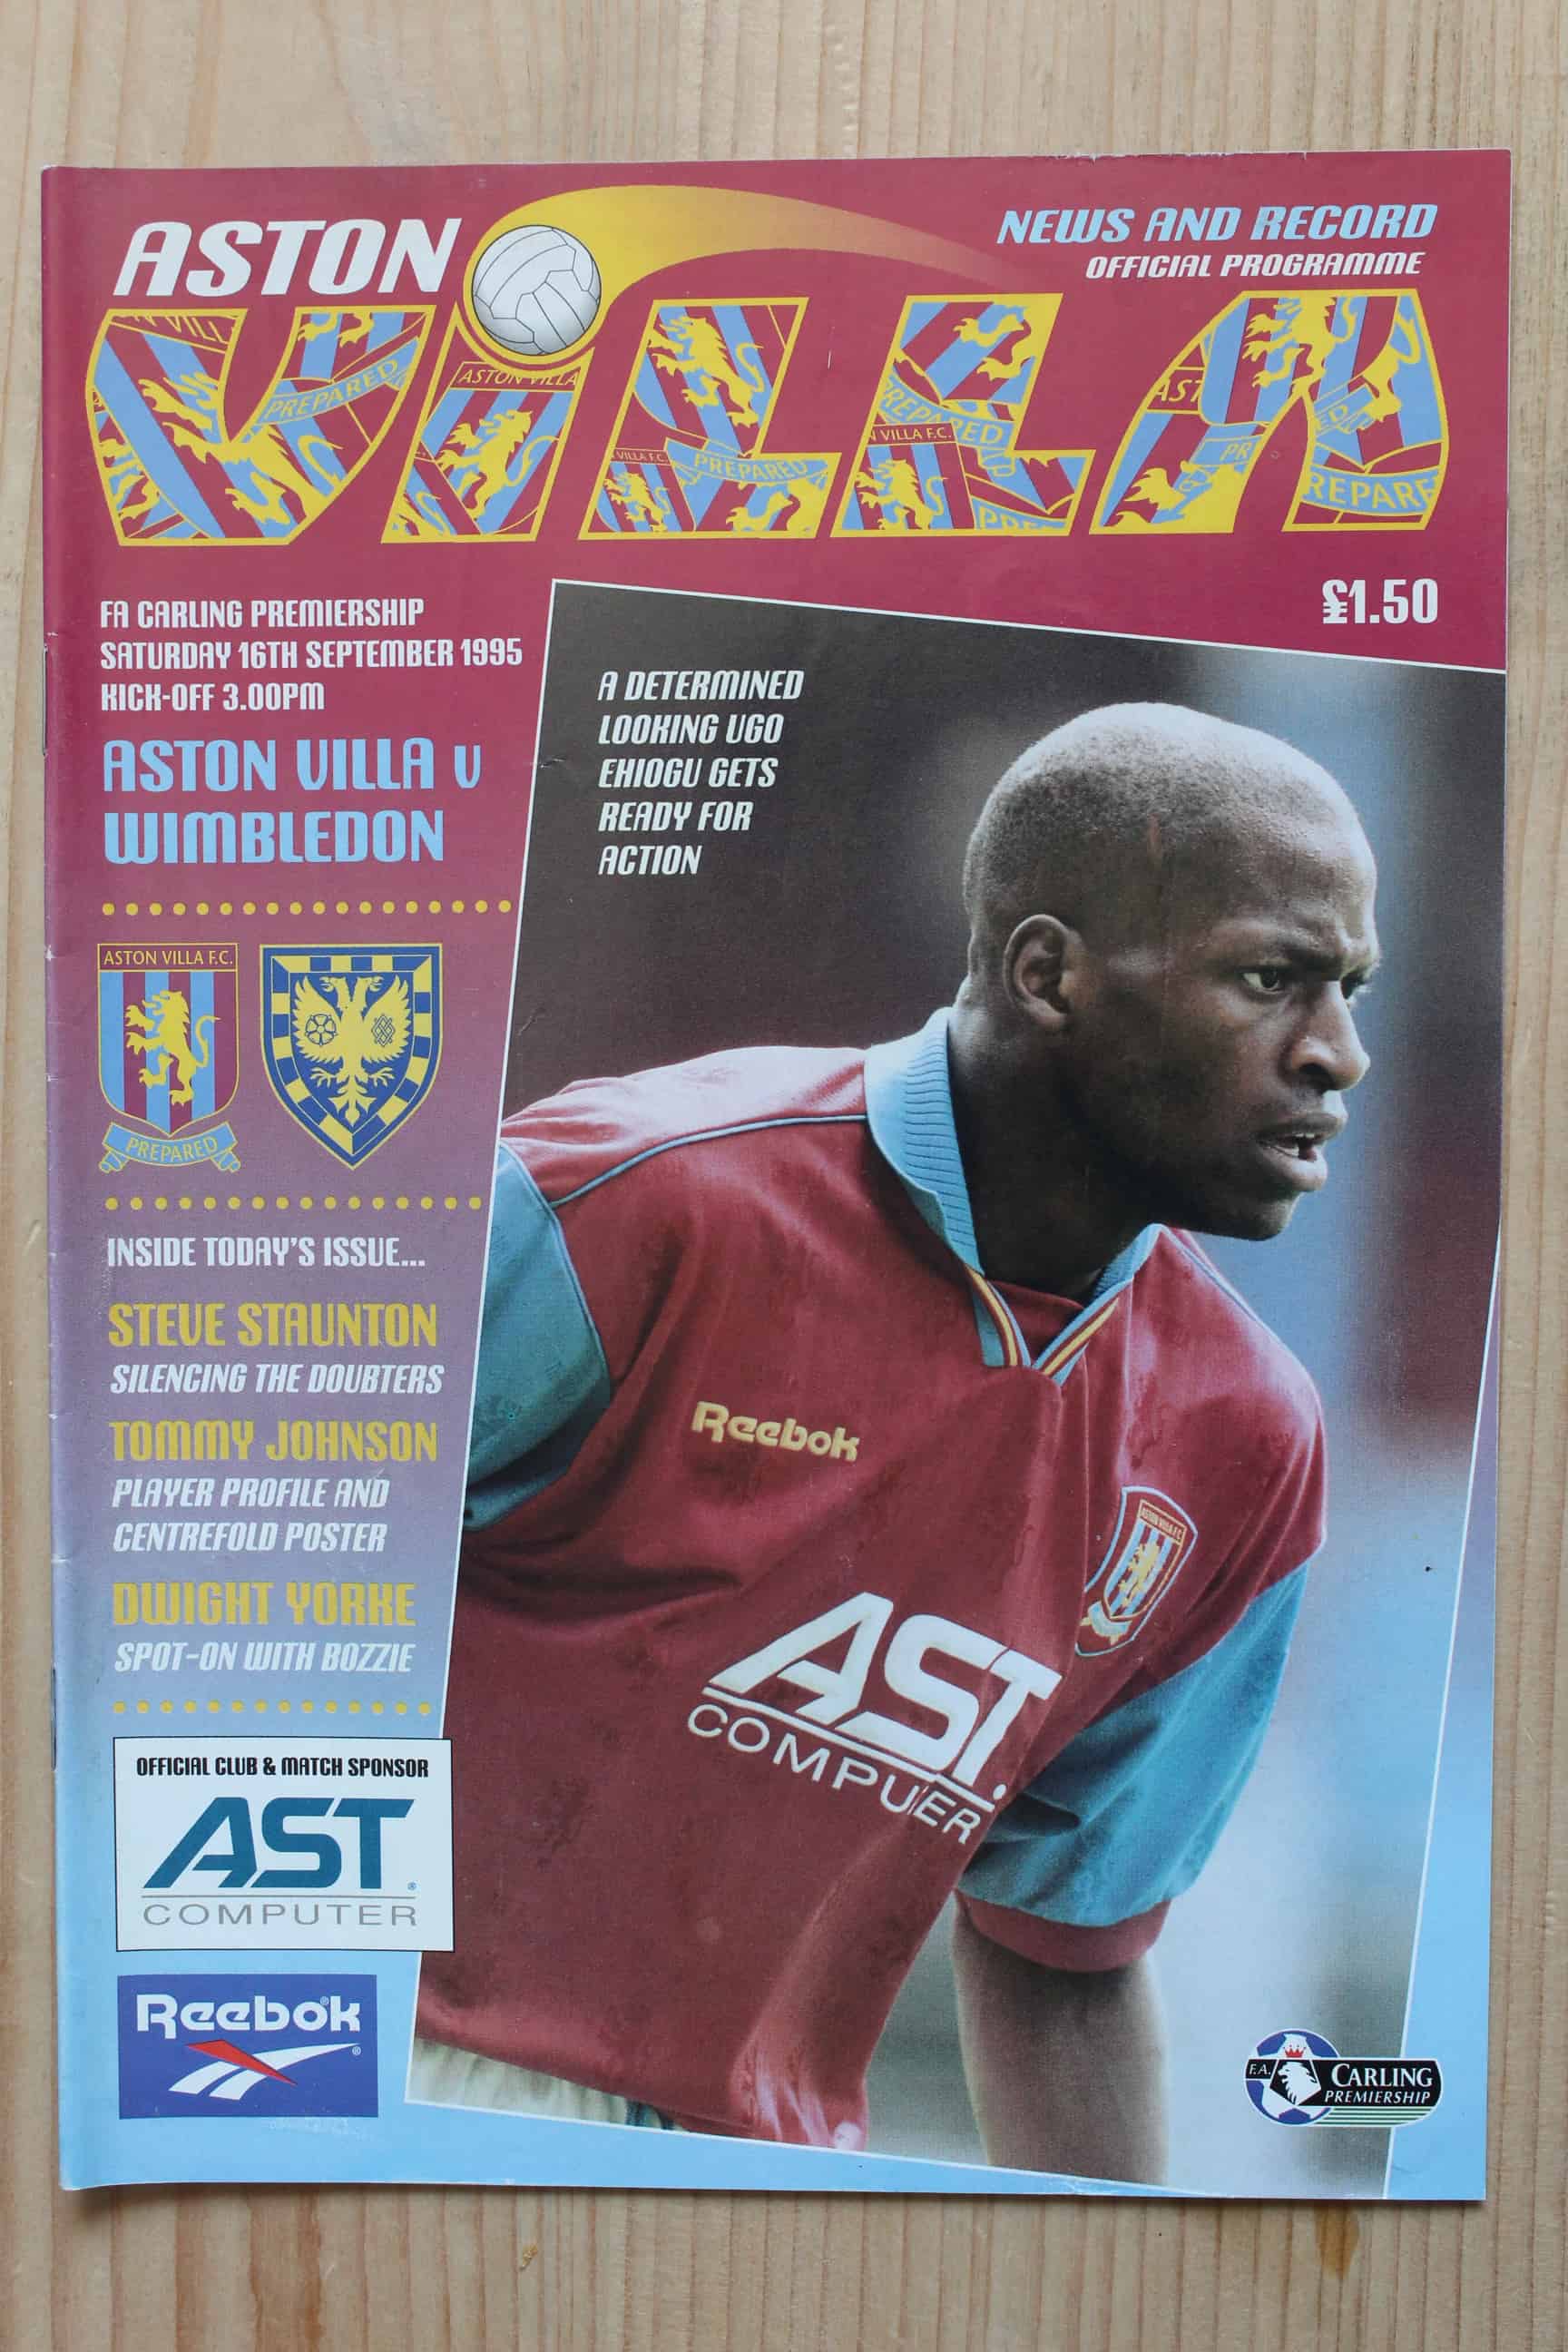 ASTON
NEWS AND RECORD
OFFICIAL PROGRAMME
VILLA
£1.50
FA CARLING PREMIERSHIP
SATURDAY 16TH SEPTEMBER 1995
KICK-OFF 3.00PM
ASTON VILLA v
WIMBLEDON
A DETERMINED
LOOKING UGO
EHIOGU GETS
READY FOR
ACTION
ASTON VILLA F.C.
PREPARED
INSIDE TODAY'S ISSUE...
STEVE STAUNTON
SILENCING THE DOUBTERS
TOMMY JOHNSON
PLAYER PROFILE AND
CENTREFOLD POSTER
DWIGHT YORKE
SPOT-ON WITH BOZZIE
OFFICIAL CLUB & MATCH SPONSOR
AST
COMPUTER
Reebok
Reebok
ASTON VILLA F.C.
AST
COMPUTER
F.A.
CARLING
PREMIERSHIP